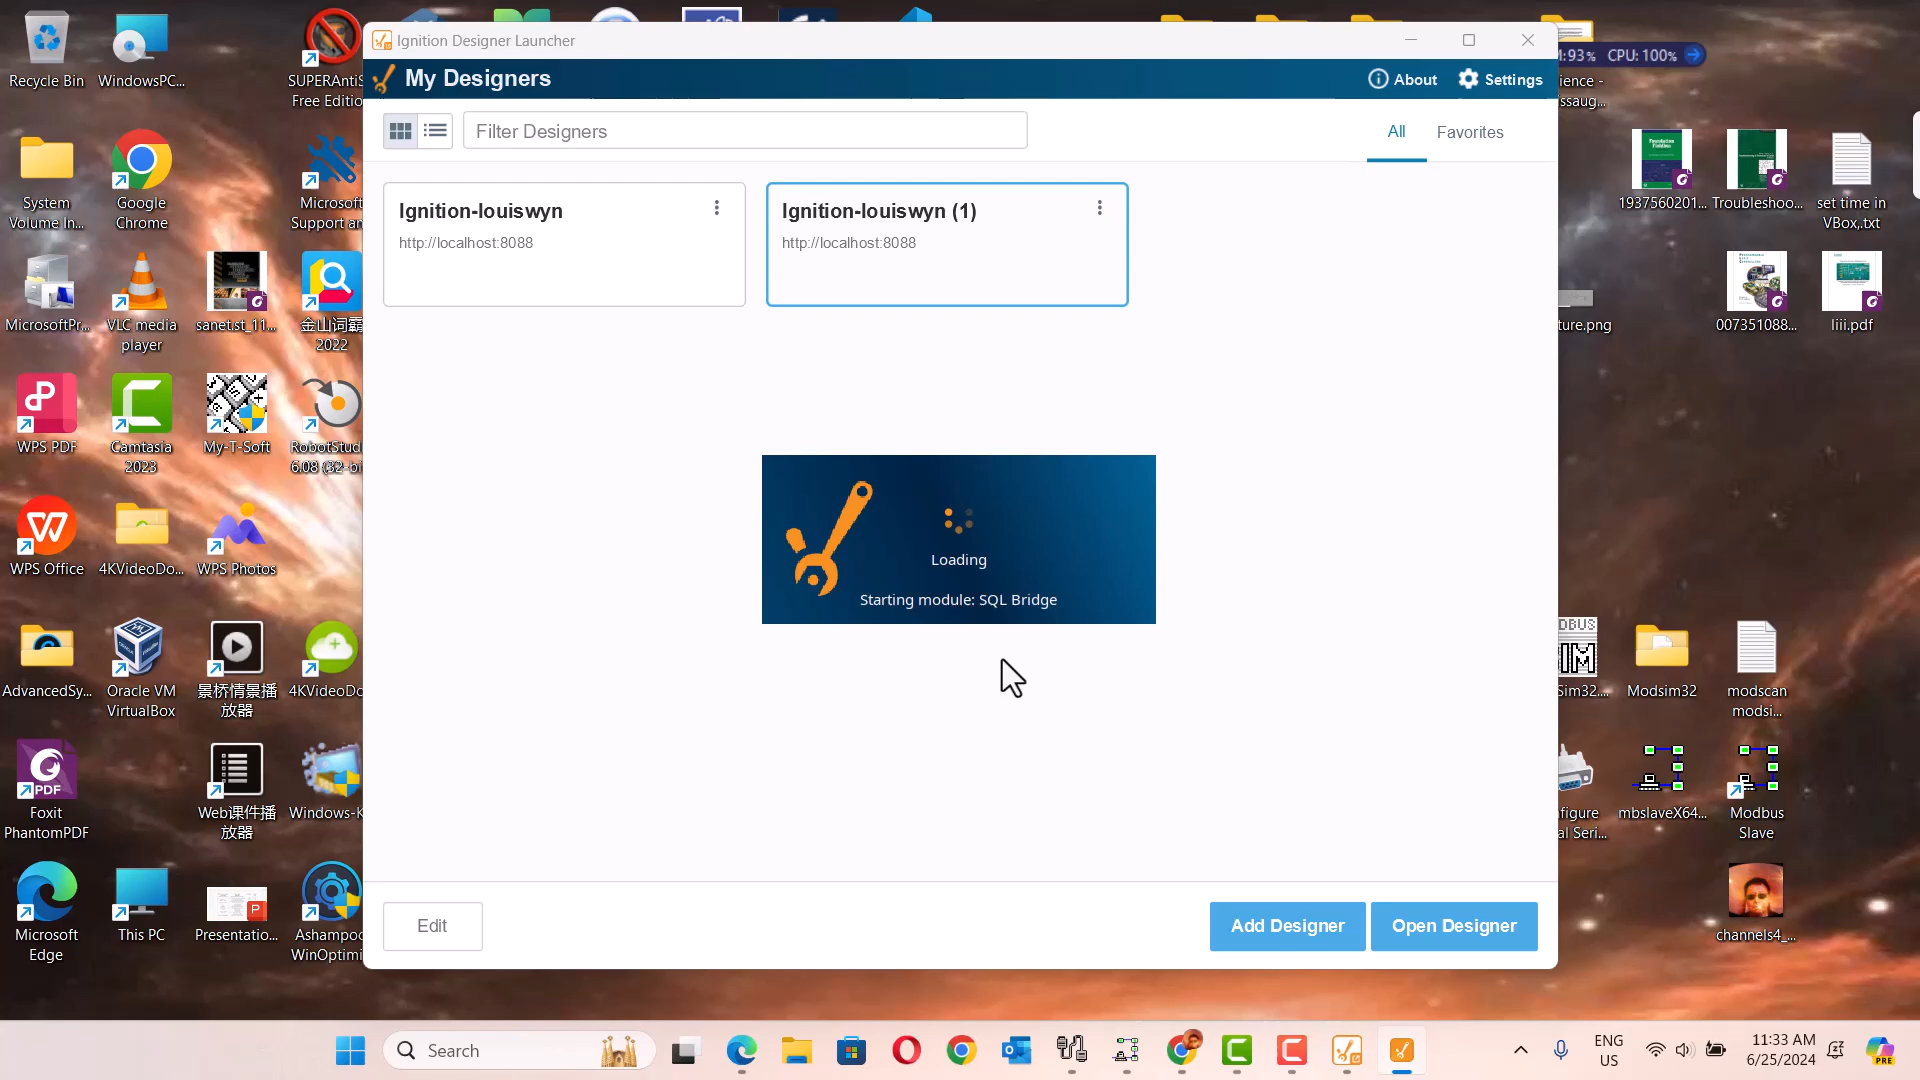 Ignition Designer Launcher
My Designers
About
Settings
Filter Designers
All
Favorites
Ignition-louiswyn
http://localhost:8088
Ignition-louiswyn (1)
http://localhost:8088
Loading
Starting module: SQL Bridge
Edit
Add Designer
Open Designer
Recycle Bin
WindowsPC...
SUPERAntiS
Free Editio
System
Volume In...
Google
Chrome
Microsoft
Support an
MicrosoftPr...
VLC media
player
sanet.st_11...
金山词霸
2022
WPS PDF
Camtasia
2023
My-T-Soft
RobotStud
6.08 (32-bi
WPS Office
4KVideoDo...
WPS Photos
AdvancedSy...
Oracle VM
VirtualBox
景桥情景播
放器
4KVideoDo
Foxit
PhantomPDF
Web课件播
放器
Windows-K
Microsoft
Edge
This PC
Presentatio...
Ashampoo
WinOptimi
:93%
CPU: 100%
ience -
ssaug...
1937560201...
Troubleshoo...
set time in
VBox,.txt
ture.png
007351088...
liii.pdf
DBUS
IM
Sim32....
Modsim32
modscan
modsi...
figure
al Seri...
mbslaveX64...
Modbus
Slave
channels4_...
Search
ENG
US
11:33 AM
6/25/2024
PRE